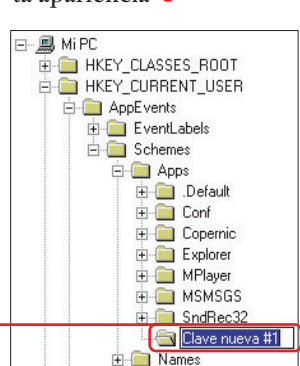 ta apariencia
Mi PC
HKEY_CLASSES_ROOT
HKEY_CURRENT_USER
AppEvents
EventLabels
Schemes
Apps
.Default
Conf
Copernic
Explorer
MPlayer
MSMSGS
SndRec32
Clave nueva #1
Names